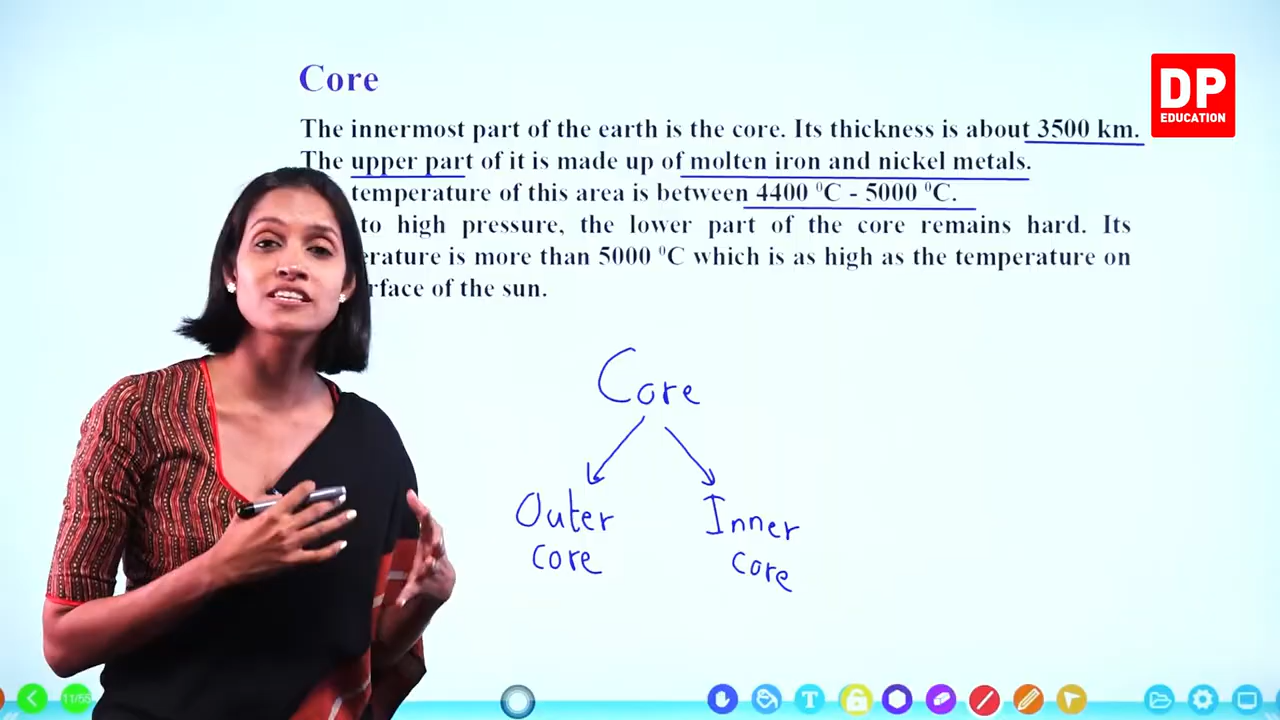 Core
DP
EDUCATION
The innermost part of the earth is the core. Its thickness is about 3500 km.
The upper part of it is made up of molten iron and nickel metals.
temperature of this area is between 4400 ⁰C - 5000 ⁰C.
to high pressure, the lower part of the core remains hard. Its
erature is more than 5000 ⁰C which is as high as the temperature on
rface of the sun.
Core
Outer core
Inner core
11/55
T